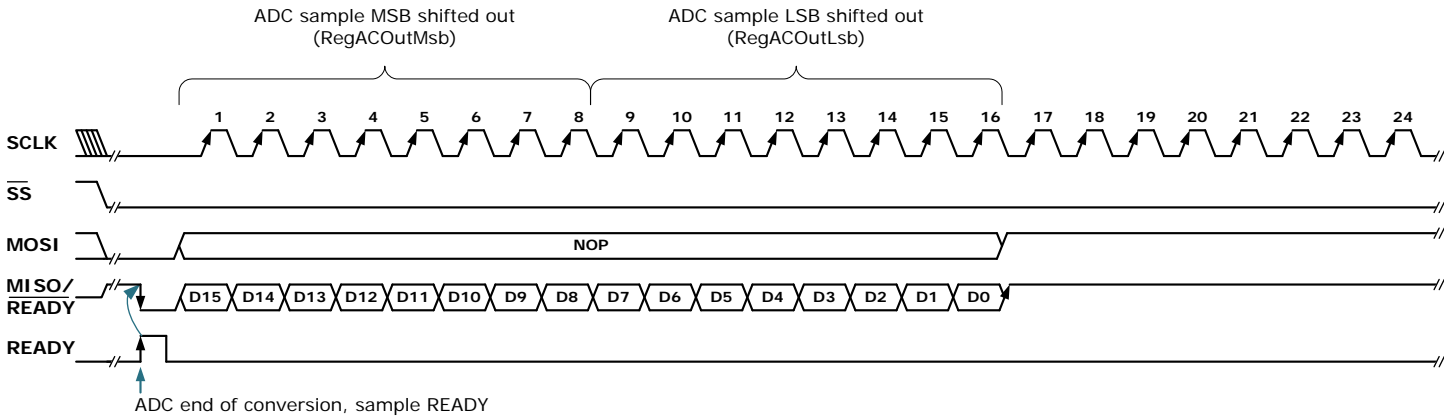 ADC sample MSB shifted out
(RegACOutMsb)
ADC sample LSB shifted out
(RegACOutLsb)
1 2 3 4 5 6 7 8 9 10 11 12 13 14 15 16 17 18 19 20 21 22 23 24
SCLK
SS
MOSI
NOP
MISO/
READY
D15 D14 D13 D12 D11 D10 D9 D8 D7 D6 D5 D4 D3 D2 D1 D0
READY
ADC end of conversion, sample READY